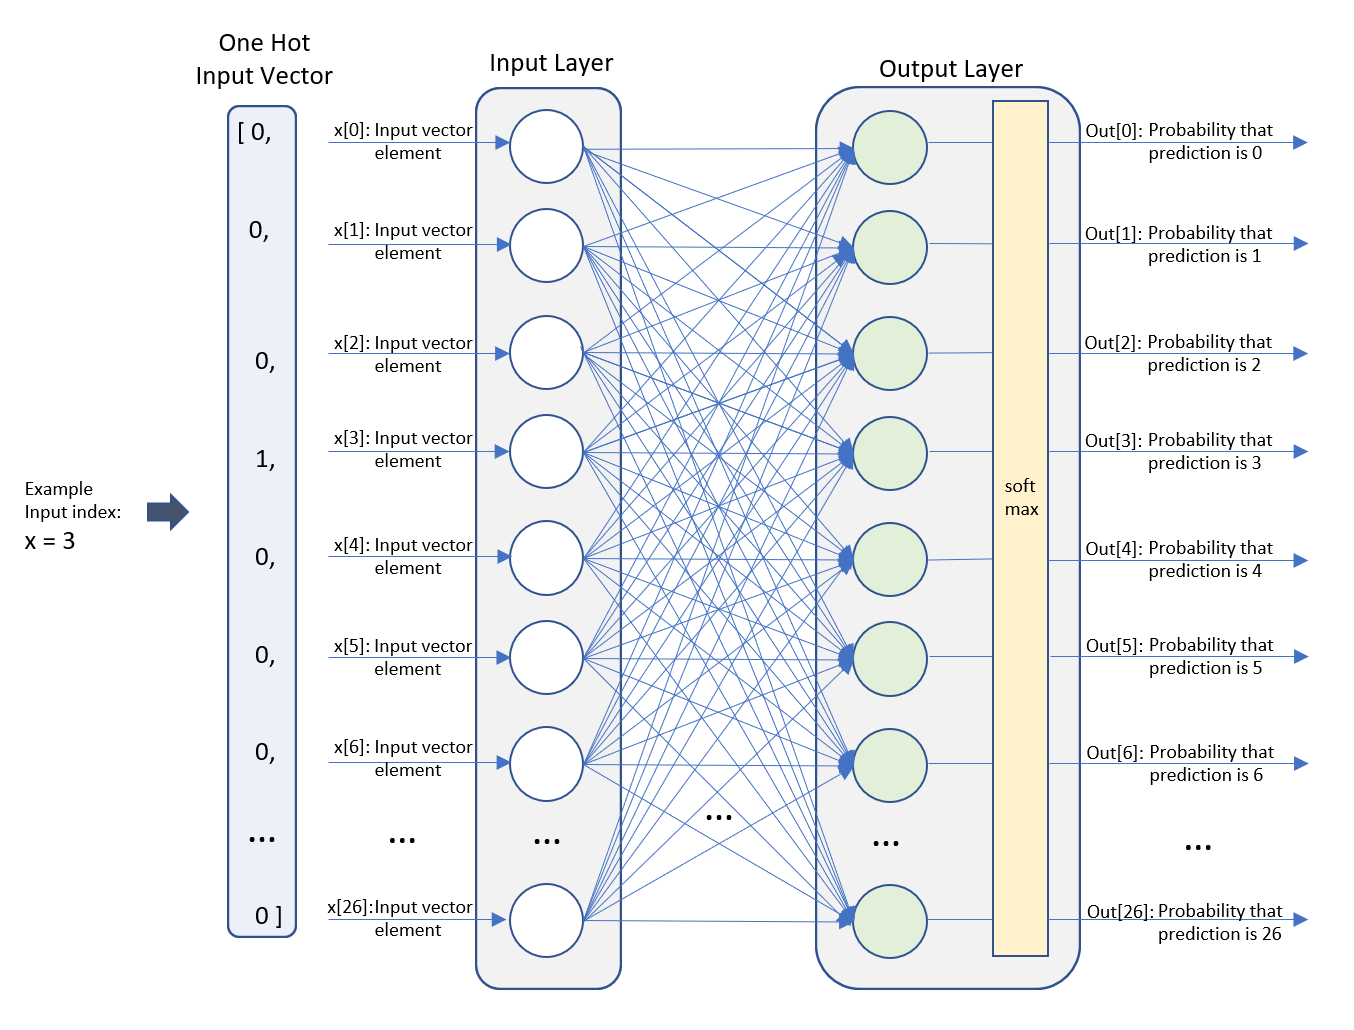 One Hot
Input Vector
Input Layer
Output Layer
[ 0,
0,
0,
1,
0,
0,
0,
...
0 ]
Example
Input index:
x = 3
x[0]: Input vector
element
x[1]: Input vector
element
x[2]: Input vector
element
x[3]: Input vector
element
x[4]: Input vector
element
x[5]: Input vector
element
x[6]: Input vector
element
...
x[26]:Input vector
element
...
...
...
soft
max
Out[0]: Probability that
prediction is 0
Out[1]: Probability that
prediction is 1
Out[2]: Probability that
prediction is 2
Out[3]: Probability that
prediction is 3
Out[4]: Probability that
prediction is 4
Out[5]: Probability that
prediction is 5
Out[6]: Probability that
prediction is 6
...
Out[26]: Probability that
prediction is 26